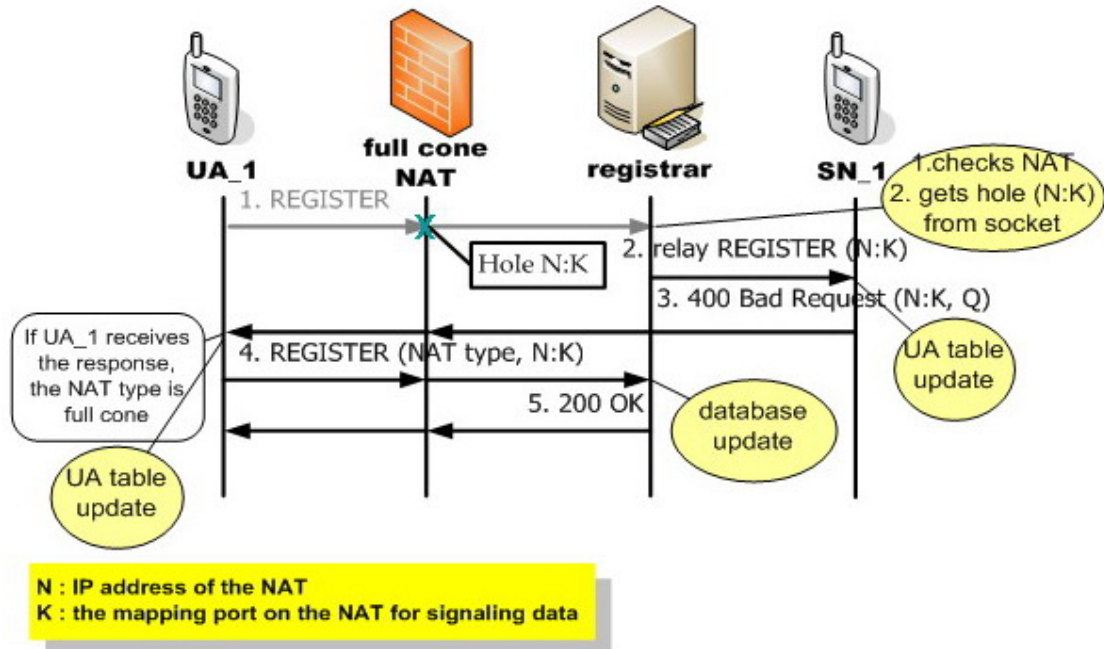 UA_1
full cone
NAT
registrar
SN_1
1. REGISTER
1.checks NAT
2. gets hole (N:K)
from socket
Hole N:K
2. relay REGISTER (N:K)
3. 400 Bad Request (N:K, Q)
If UA_1 receives
the response,
the NAT type is
full cone
4. REGISTER (NAT type, N:K)
UA table
update
5. 200 OK
database
update
UA table
update
N : IP address of the NAT
K : the mapping port on the NAT for signaling data